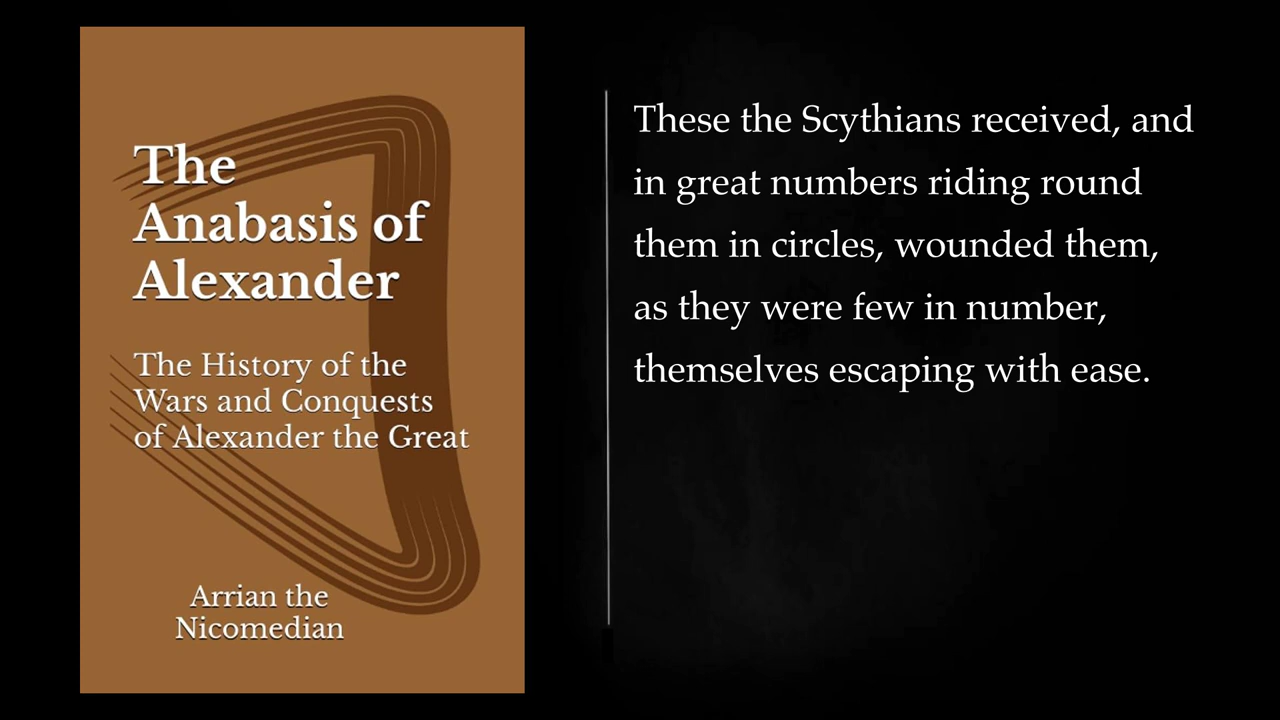 The
Anabasis of
Alexander
The History of the
Wars and Conquests
of Alexander the Great
Arrian the
Nicomedian
These the Scythians received, and
in great numbers riding round
them in circles, wounded them,
as they were few in number,
themselves escaping with ease.